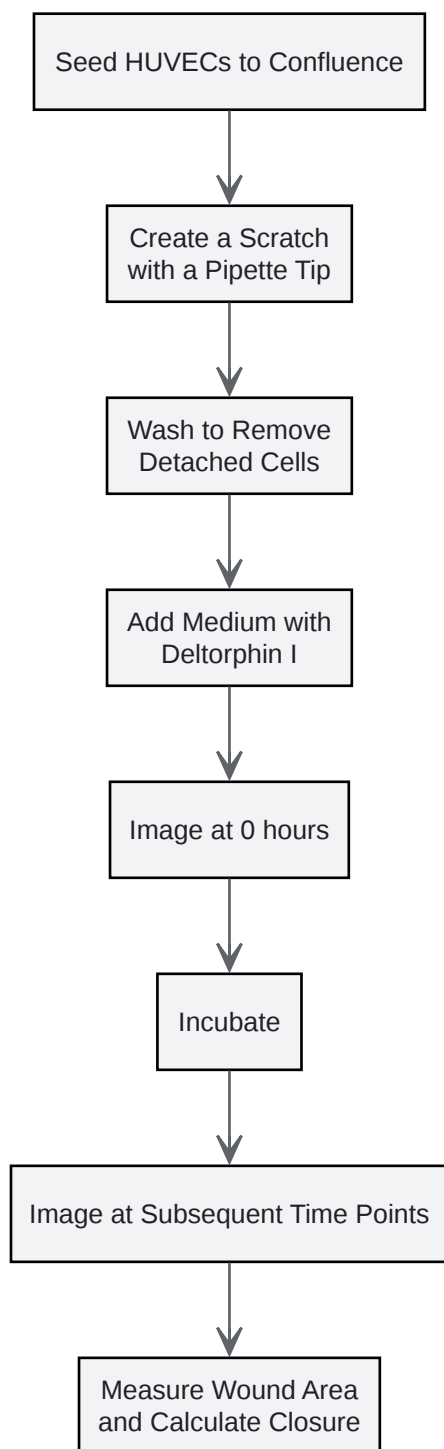 Seed HUVECs to Confluence
Create a Scratch
with a Pipette Tip
Wash to Remove
Detached Cells
Add Medium with
Deltorphin I
Image at 0 hours
Incubate
Image at Subsequent Time Points
Measure Wound Area
and Calculate Closure